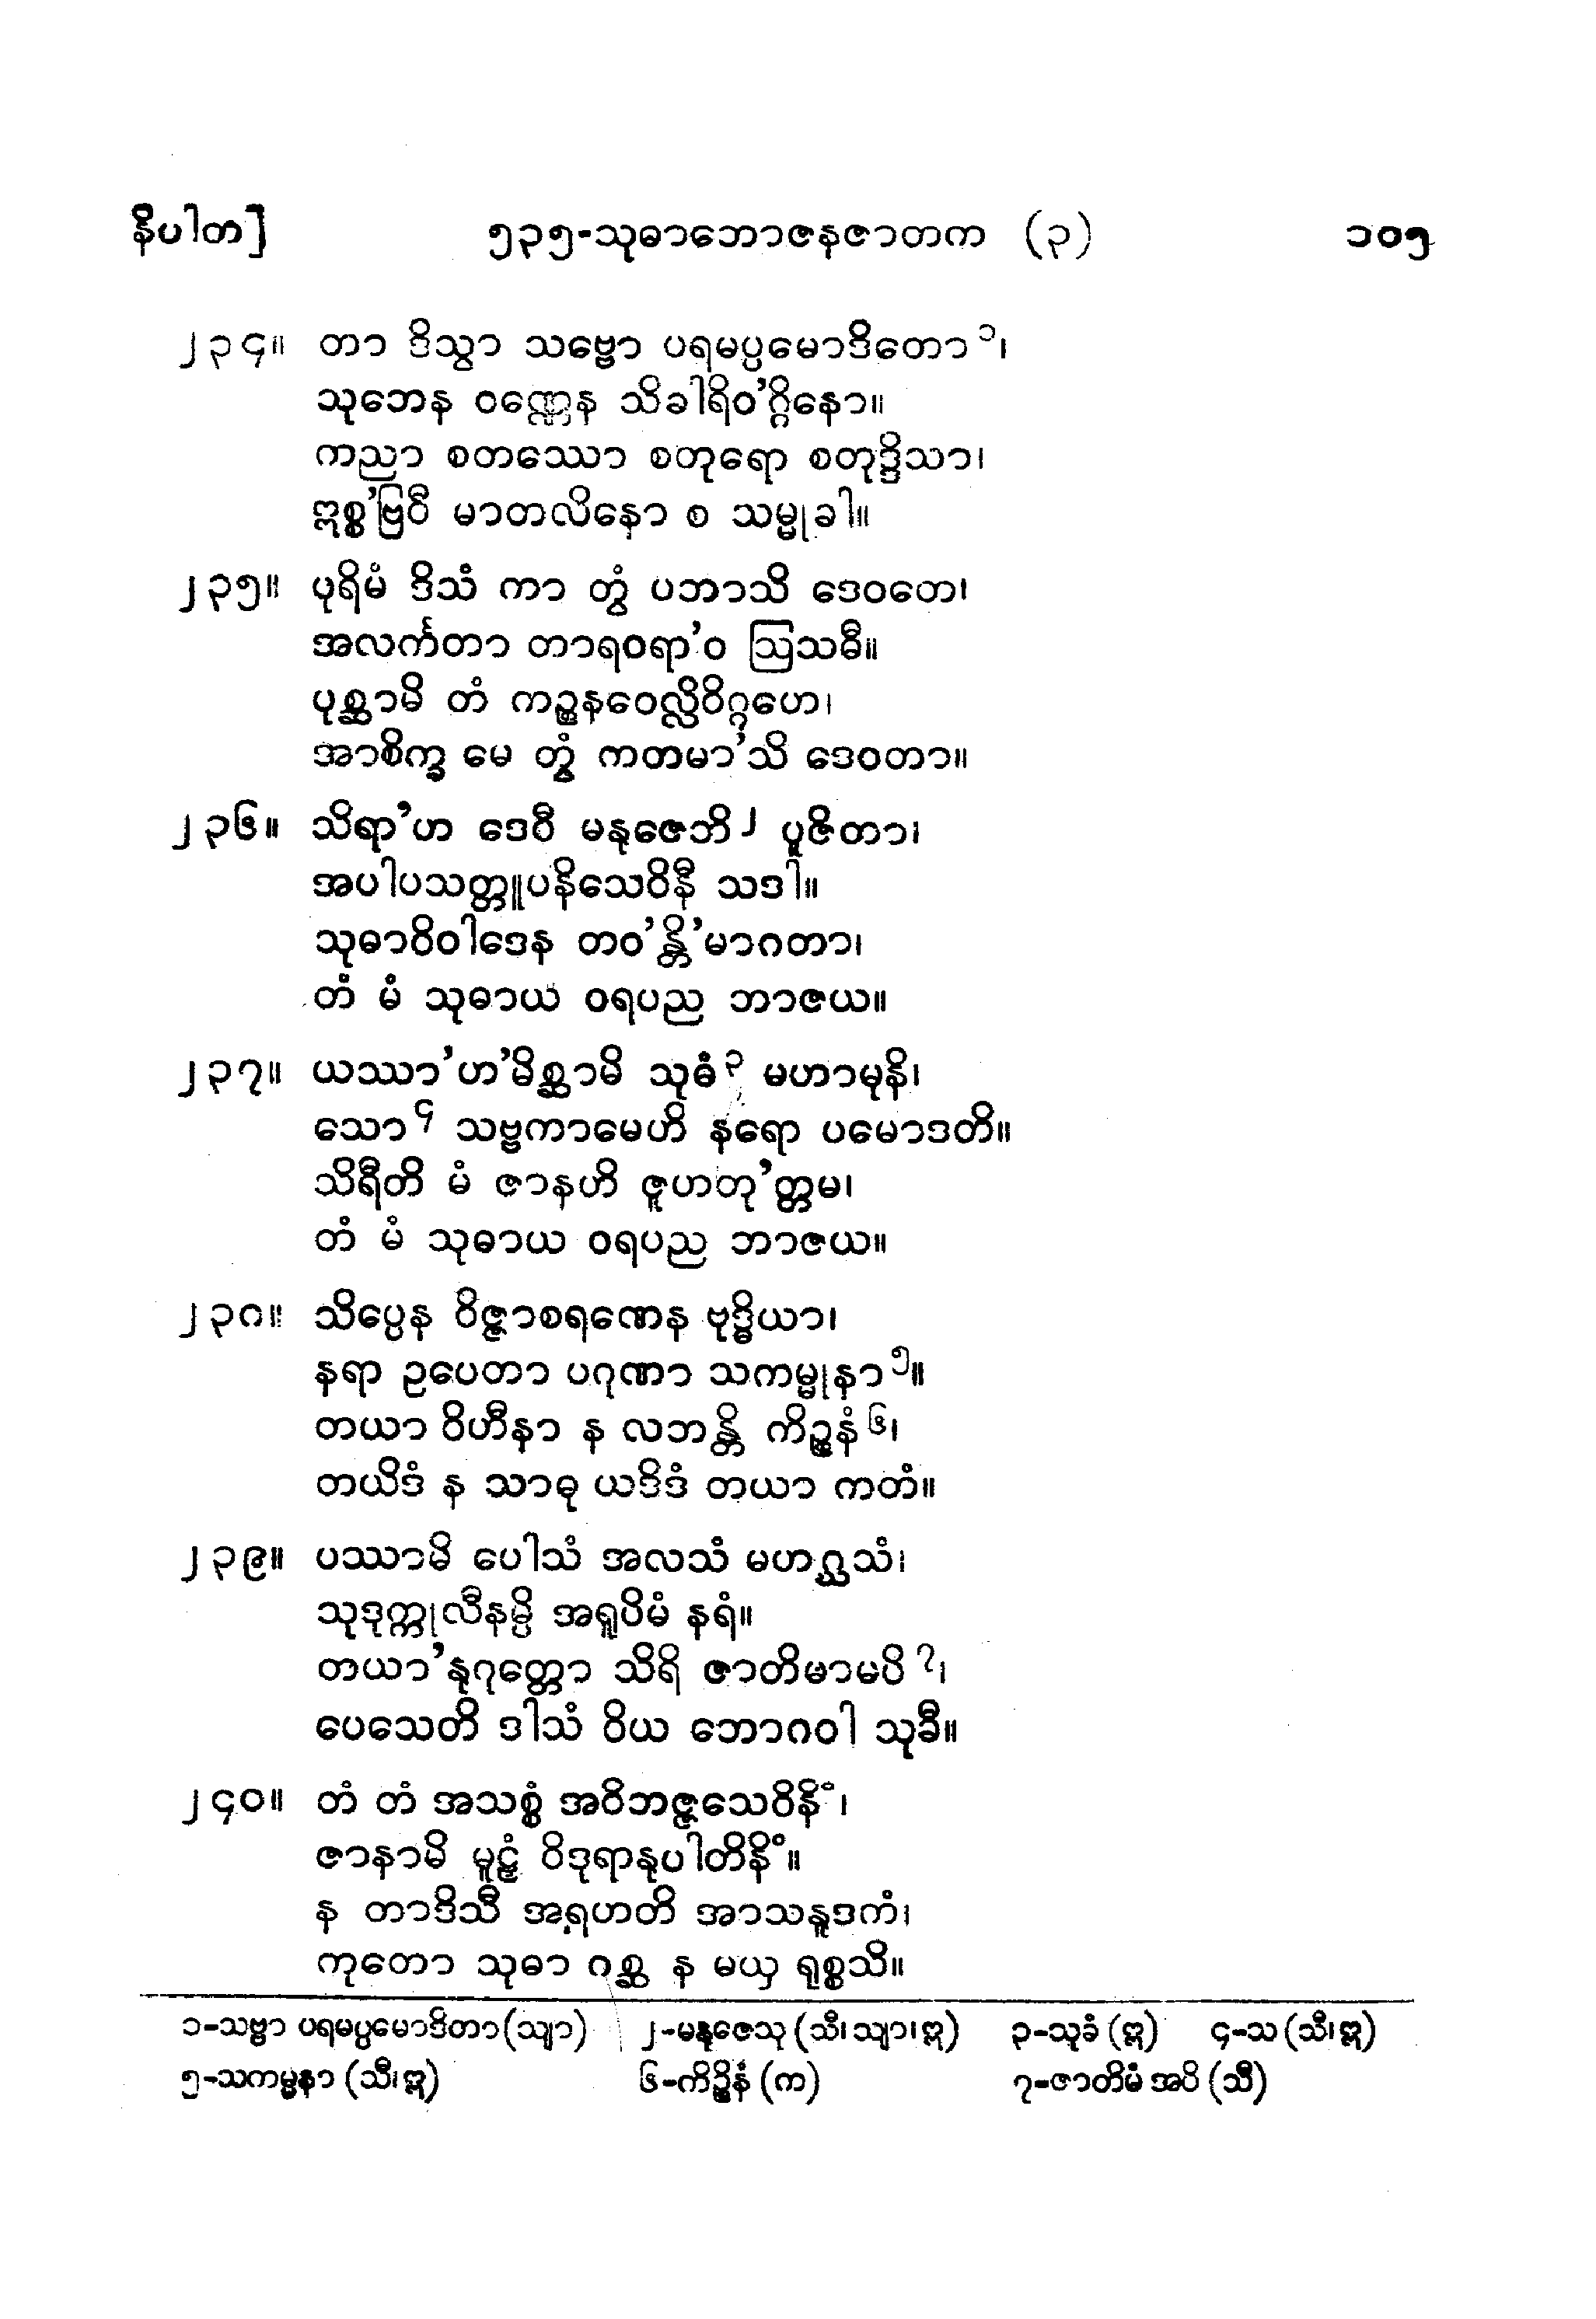 နိပါတ]  ၅၃၅-သုဓာဘောဇနဇာတက (၃)  ၁၀၅
၂၃၄။ တာ ဒိသွာ သဗ္ဗော ပရမပ္ပမောဒိတော၁၊
သုဘေန ဝဏ္ဏေန သိခါရိဝ'ဂ္ဂိနော။
ကညာ စတဿော စတုရော စတုဒ္ဒိသာ၊
ဣစ္စ'ဗြဝီ မာတလိနော စ သမ္မုခါ။
၂၃၅။ ပုရိမံ ဒိသံ ကာ တွံ ပဘာသိ ဒေဝတေ၊
အလင်္ကတာ တာရဝရာ'ဝ ဩသဓီ။
ပုစ္ဆာမိ တံ ကဉ္စနဝေလ္လိဝိဂ္ဂဟေ၊
အာစိက္ခ မေ တွံ ကတမာ'သိ ဒေဝတာ။
၂၃၆။ သိရာ'ဟ ဒေဝီ မနုဇေဘိ၂ ပူဇိတာ၊
အပါပသတ္တူပနိသေဝိနီ သဒါ။
သုဓာဝိဝါဒေန တဝ'န္တိ'မာဂတာ၊
တံ မံ သုဓာယ ဝရပည ဘာဇယ။
၂၃၇။ ယဿာ'ဟ'မိစ္ဆာမိ သုဓံ၃ မဟာမုနိ၊
သော၄ သဗ္ဗကာမေဟိ နရော ပမောဒတိ။
သိရီတိ မံ ဇာနဟိ ဇူဟတု'တ္တမ၊
တံ မံ သုဓာယ ဝရပည ဘာဇယ။
၂၃၈။ သိပ္ပေန ဝိဇ္ဇာစရဏေန ဗုဒ္ဓိယာ၊
နရာ ဥပေတာ ပဂုဏာ သကမ္မုနာ၅။
တယာ ဝိဟီနာ န လဘန္တိ ကိဉ္စနံ၆၊
တယိဒံ န သာဓု ယဒိဒံ တယာ ကတံ။
၂၃၉။ ပဿာမိ ပေါသံ အလသံ မဟဂ္ဃသံ၊
သုဒုက္ကုလီနမ္ပိ အရူပိမံ နရံ။
တယာ'နုဂုတ္တော သိရိ ဇာတိမာမပိ၇၊
ပေသေတိ ဒါသံ ဝိယ ဘောဂဝါ သုခီ။
၂၄၀။ တံ တံ အသစ္စံ အဝိဘဇ္ဇသေဝိနိံ၊
ဇာနာမိ မူဠှံ ဝိဒုရာနုပါတိနိံ။
န တာဒိသီ အရှဟတိ အာသနူဒကံ၊
ကုတော သုဓာ ဂစ္ဆ န မယှ ရုစ္စသိ။
၁-သဗ္ဗာ ပရမပ္ပမောဒိတာ (သျာ)  ၂-မနုဇေသု (သီ၊ သျာ၊ ဣ)  ၃-သုခံ (ဣ)  ၄-သ (သီ၊ ဣ)
၅-သကမ္မနာ (သီ၊ ဣ)  ၆-ကိဉ္စိနံ (က)  ၇-ဇာတိမံ အပိ (သီ)